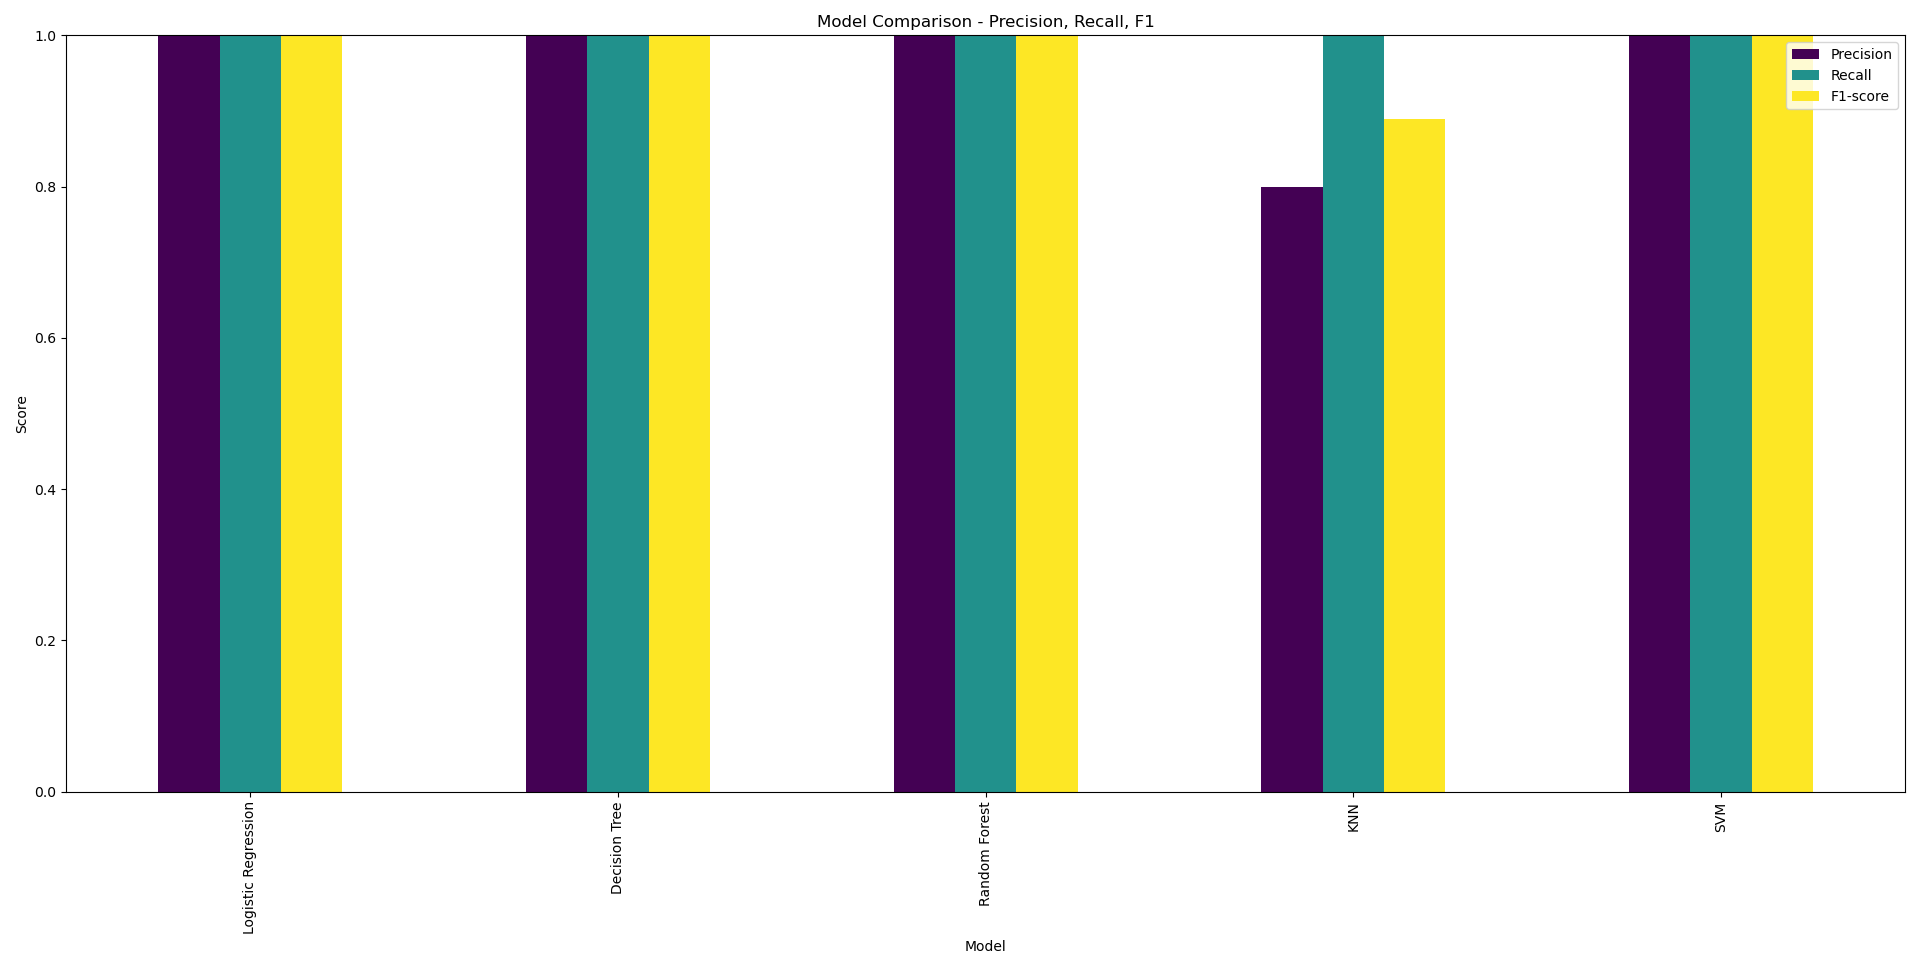 Model Comparison - Precision, Recall, F1
1.0
0.8
0.6
0.4
0.2
0.0
Score
Precision
Recall
F1-score
Logistic Regression
Decision Tree
Random Forest
KNN
SVM
Model